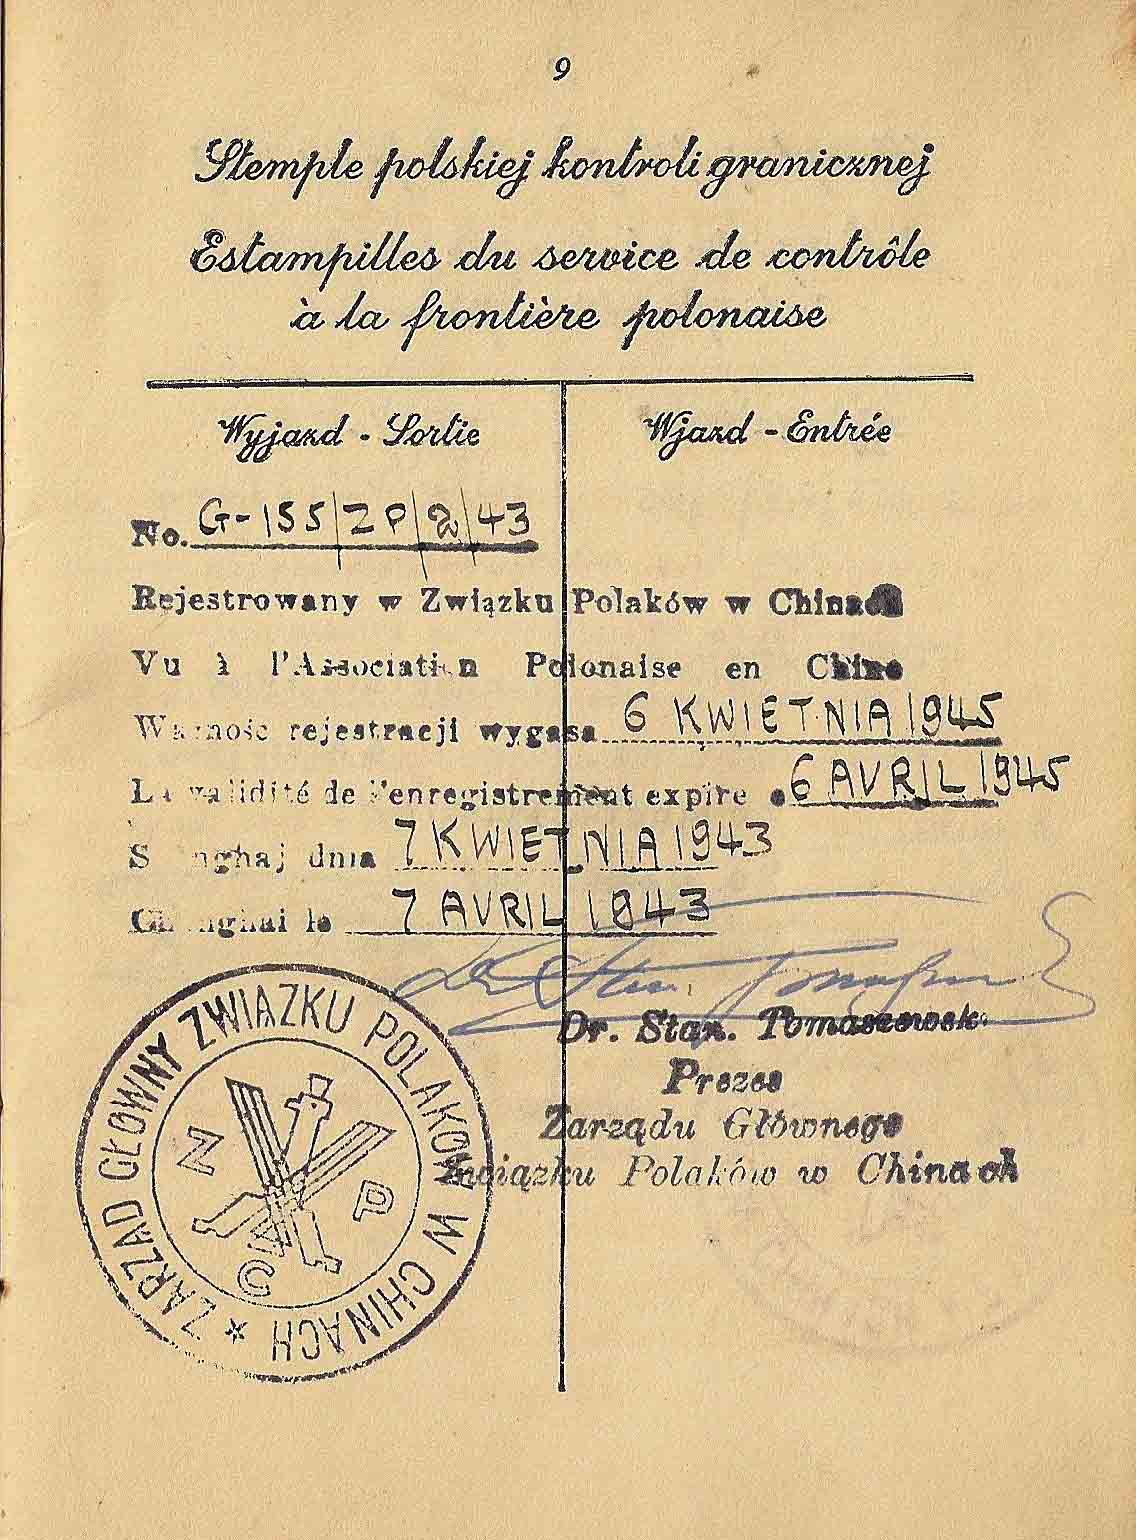 9
Stemple polskiej kontroli granicznej
Estampilles du service de contrôle
à la frontière polonaise
Wyjazd - Sortie
Wjazd - Entrée
No. G-155/ZP/2/43
Rejestrowany w Związku Polaków w Chinach
Vu à l'Association Polonaise en Chine
Ważność rejestracji wygasa 6 KWIETNIA 1945
La validité de l'enregistrement expire 6 AVRIL 1945
Szanghaj dnia 7 KWIETNIA 1943
Changhai le 7 AVRIL 1943
Dr. Stan. Tomaszewski
Prezes
Zarządu Głównego
Związku Polaków w Chinach
ZARZĄD GŁOWNY ZWIĄZKU POLAKOW W CHINACH *
Z P C